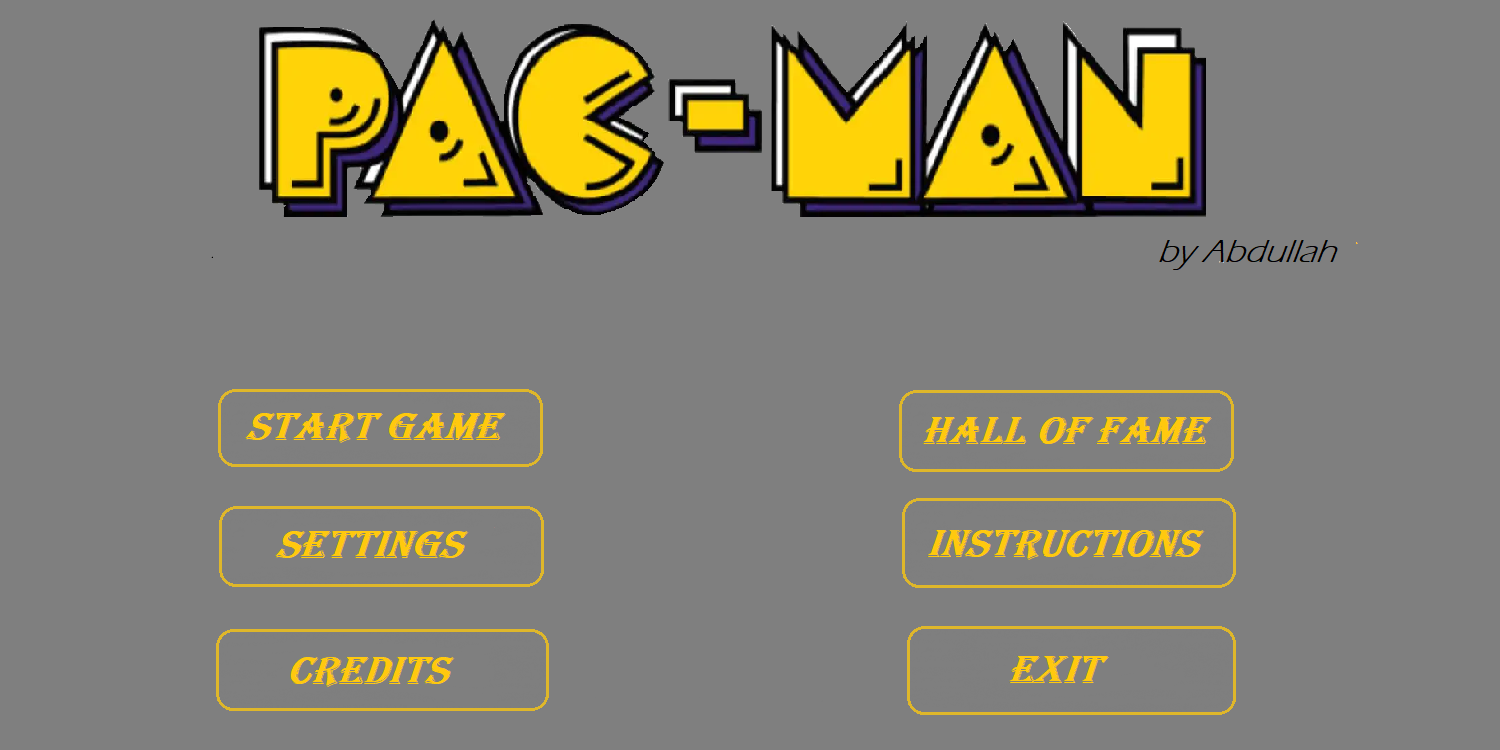 PAC-MAN
by Abdullah
START GAME
HALL OF FAME
SETTINGS
INSTRUCTIONS
CREDITS
EXIT